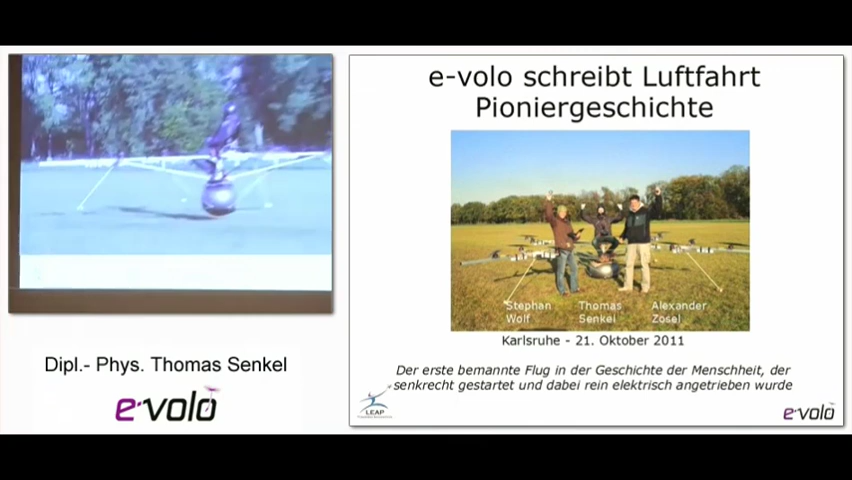 e-volo schreibt Luftfahrt
Pioniergeschichte
Stephan
Wolf
Thomas
Senkel
Alexander
Zosel
Karlsruhe - 21. Oktober 2011
Der erste bemannte Flug in der Geschichte der Menschheit, der
senkrecht gestartet und dabei rein elektrisch angetrieben wurde
LEAP
e-volo
Dipl.- Phys. Thomas Senkel
e-volo